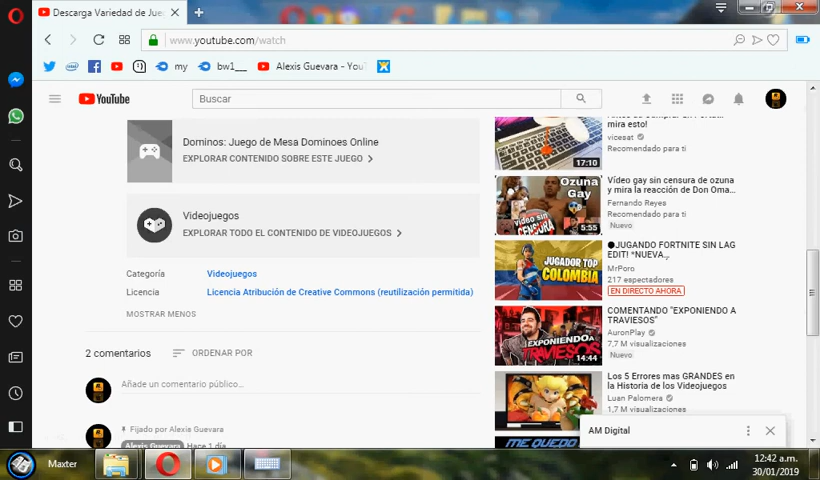 Descarga Variedad de Jue
www.youtube.com/watch
my
bw1___
Alexis Guevara - You
YouTube
Buscar
Dominos: Juego de Mesa Dominoes Online
EXPLORAR CONTENIDO SOBRE ESTE JUEGO
Videojuegos
EXPLORAR TODO EL CONTENIDO DE VIDEOJUEGOS
Categoría Videojuegos
Licencia Licencia Atribución de Creative Commons (reutilización permitida)
MOSTRAR MENOS
2 comentarios ORDENAR POR
Añade un comentario público...
Fijado por Alexis Guevara
Alexis Guevara Hace 1 día
mira esto!
vicesat
Recomendado para ti
17:10
Vídeo gay sin censura de ozuna
y mira la reacción de Don Oma...
Fernando Reyes
Recomendado para ti
Nuevo
Ozuna
Gay
Video sin
CENSURA
5:55
●JUGANDO FORTNITE SIN LAG
EDIT! *NUEVA...
MrPoro
217 espectadores
EN DIRECTO AHORA
JUGADOR TOP
COLOMBIA
COMENTANDO "EXPONIENDO A
TRAVIESOS"
AuronPlay
7,7 M visualizaciones
Nuevo
EXPONIENDO
TRAVIESOS
14:44
Los 5 Errores mas GRANDES en
la Historia de los Videojuegos
Luan Palomera
1,7 M visualizaciones
ME QUEDO
AM Digital
Maxter
12:42 a.m.
30/01/2019